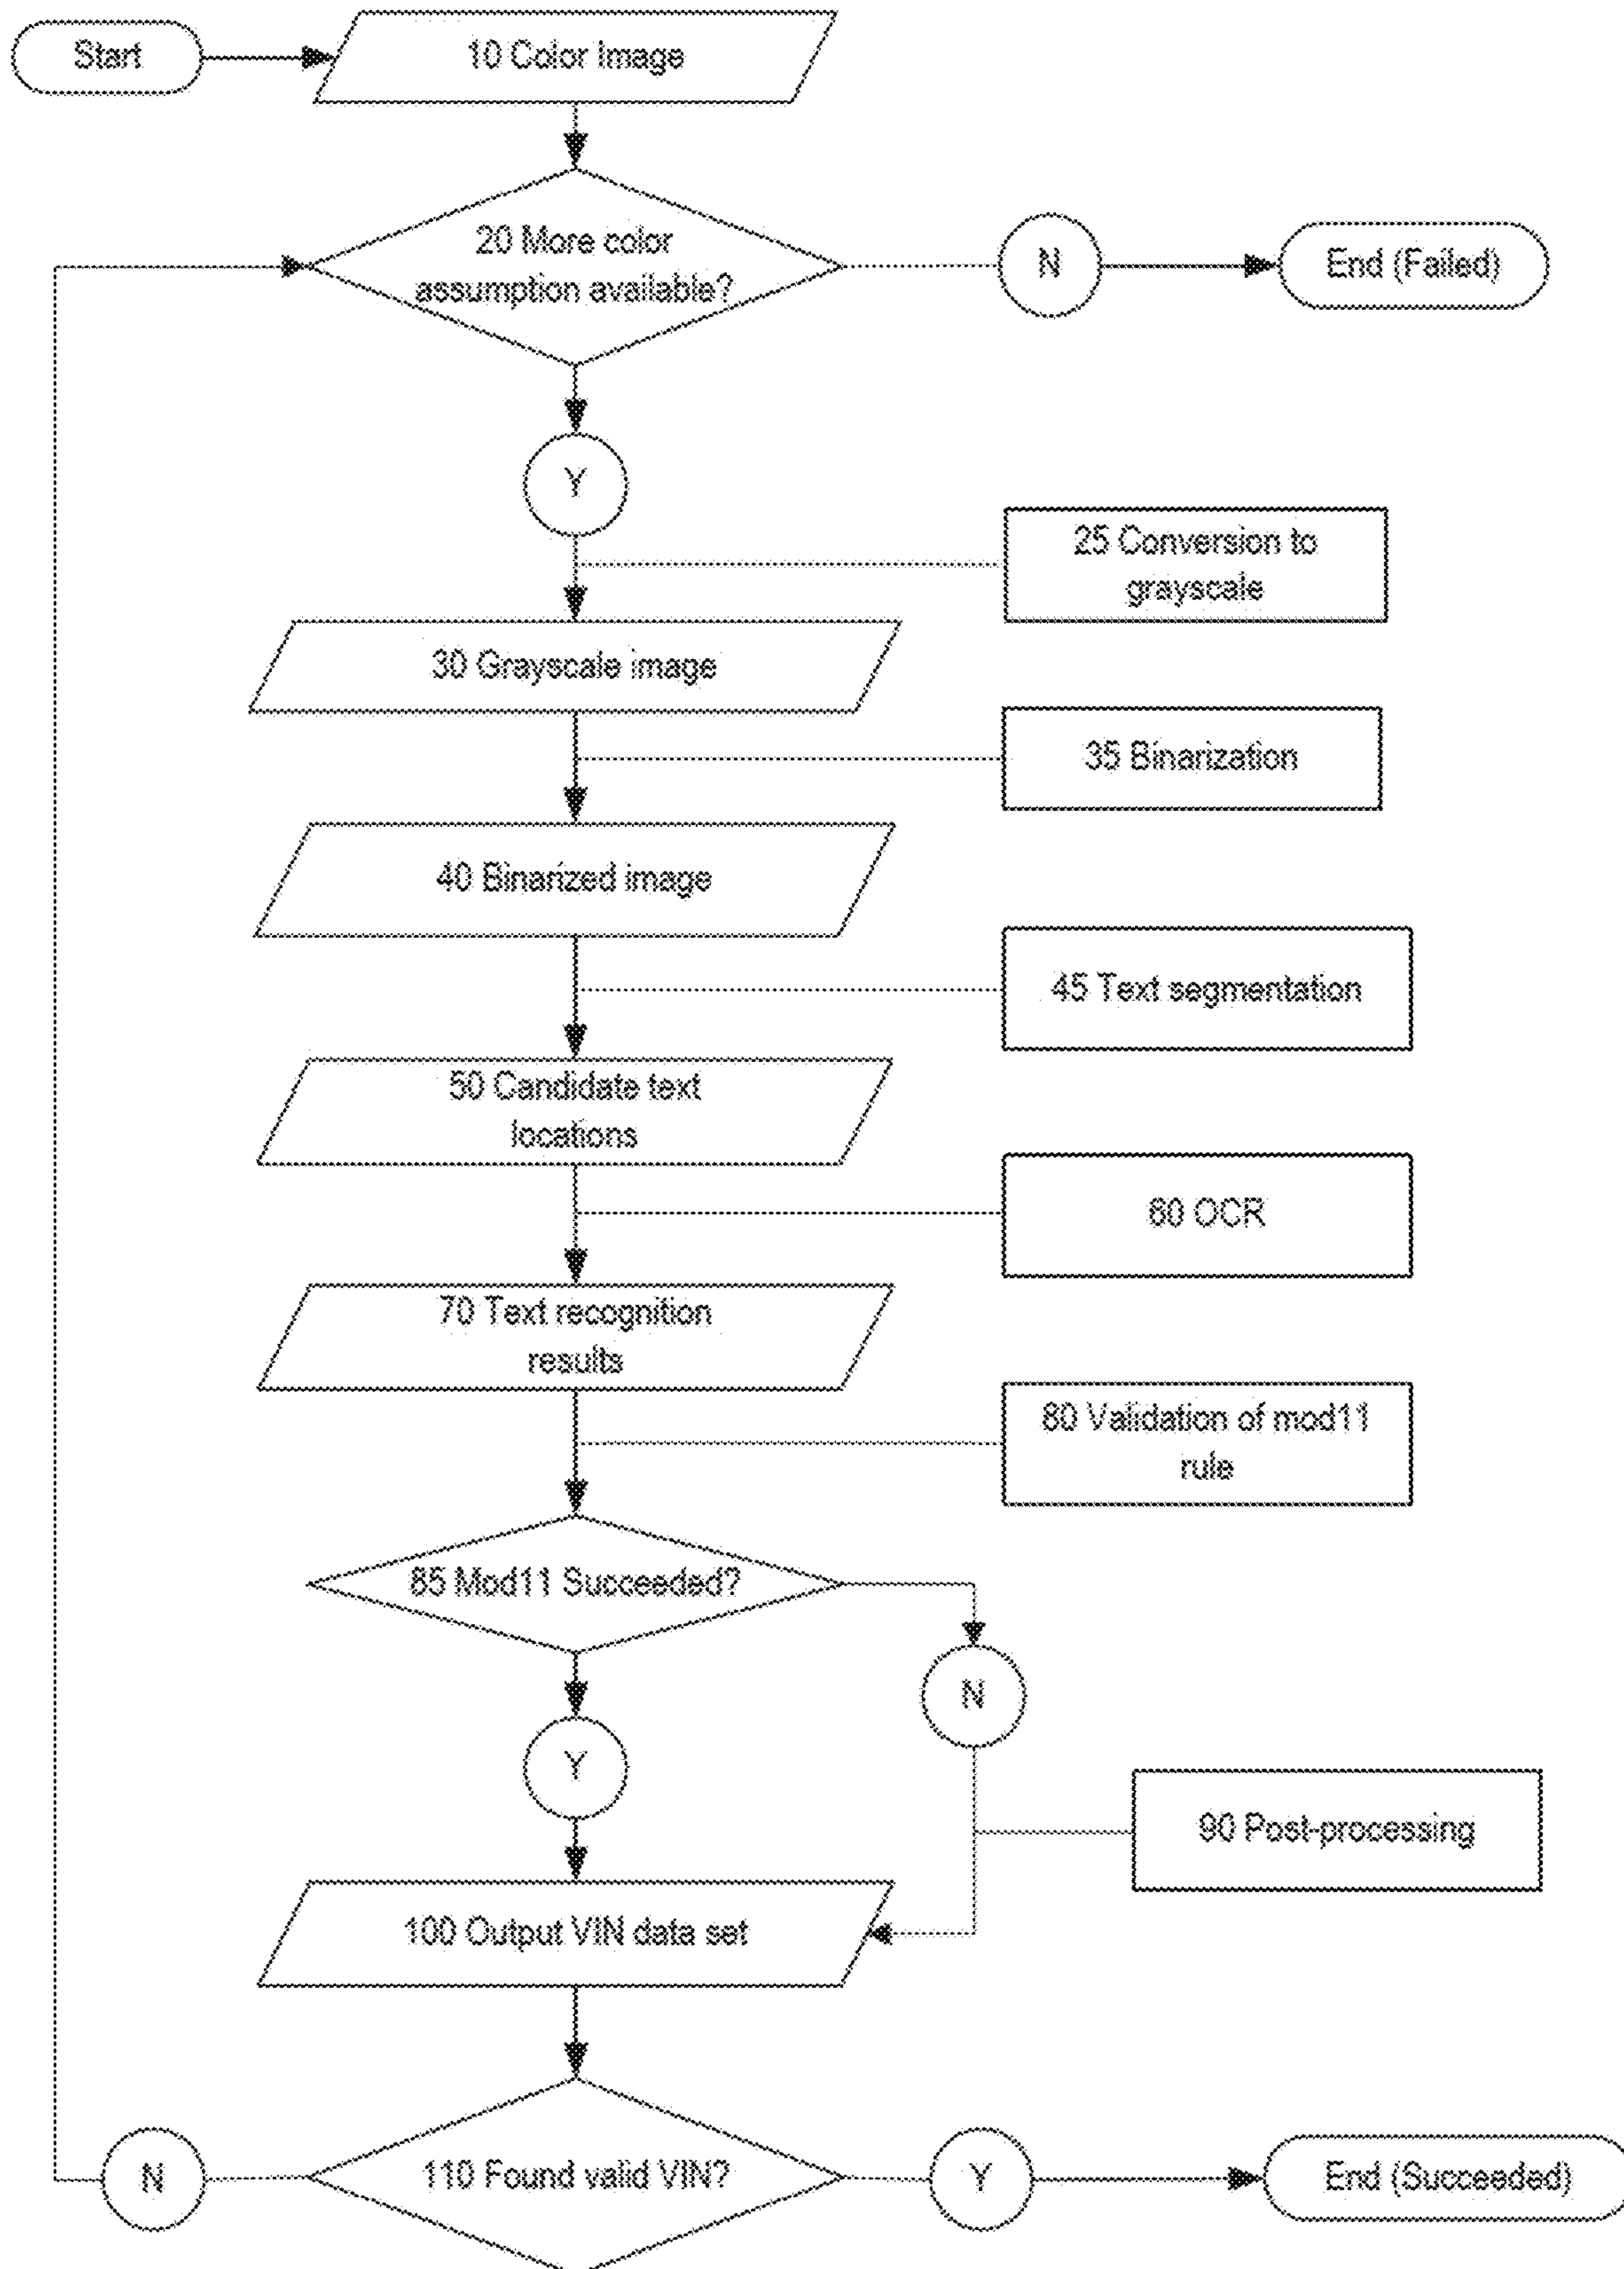 Start
10 Color Image
20 More color
assumption available?
N
End (Failed)
Y
25 Conversion to
grayscale
30 Grayscale image
35 Binarization
40 Binarized image
45 Text segmentation
50 Candidate text
locations
60 OCR
70 Text recognition
results
80 Validation of mod11
rule
85 Mod11 Succeeded?
N
Y
90 Post-processing
100 Output VIN data set
N
110 Found valid VIN?
Y
End (Succeeded)